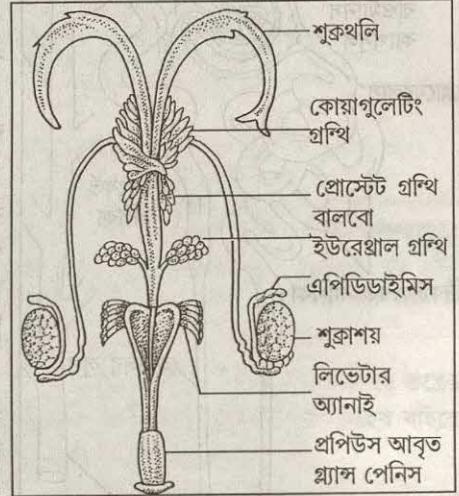 শুক্রথলি
কোয়াগুলেটিং
গ্রন্থি
প্রোস্টেট গ্রন্থি
বালবো
ইউরেথ্রাল গ্রন্থি
এপিডিডাইমিস
শুক্রাশয়
লিভেটার
অ্যানাই
প্রপিউস আবৃত
গ্ল্যান্স পেনিস